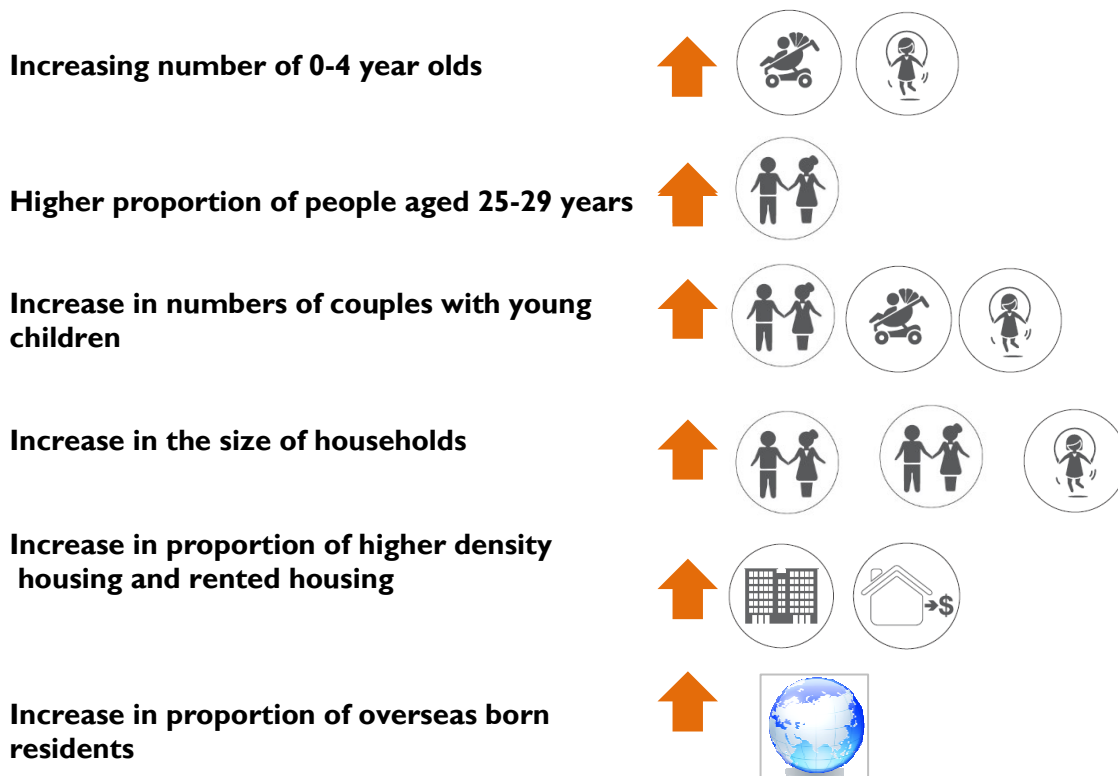 Increasing number of 0-4 year olds
Higher proportion of people aged 25-29 years
Increase in numbers of couples with young
children
Increase in the size of households
Increase in proportion of higher density
housing and rented housing
$
Increase in proportion of overseas born
residents